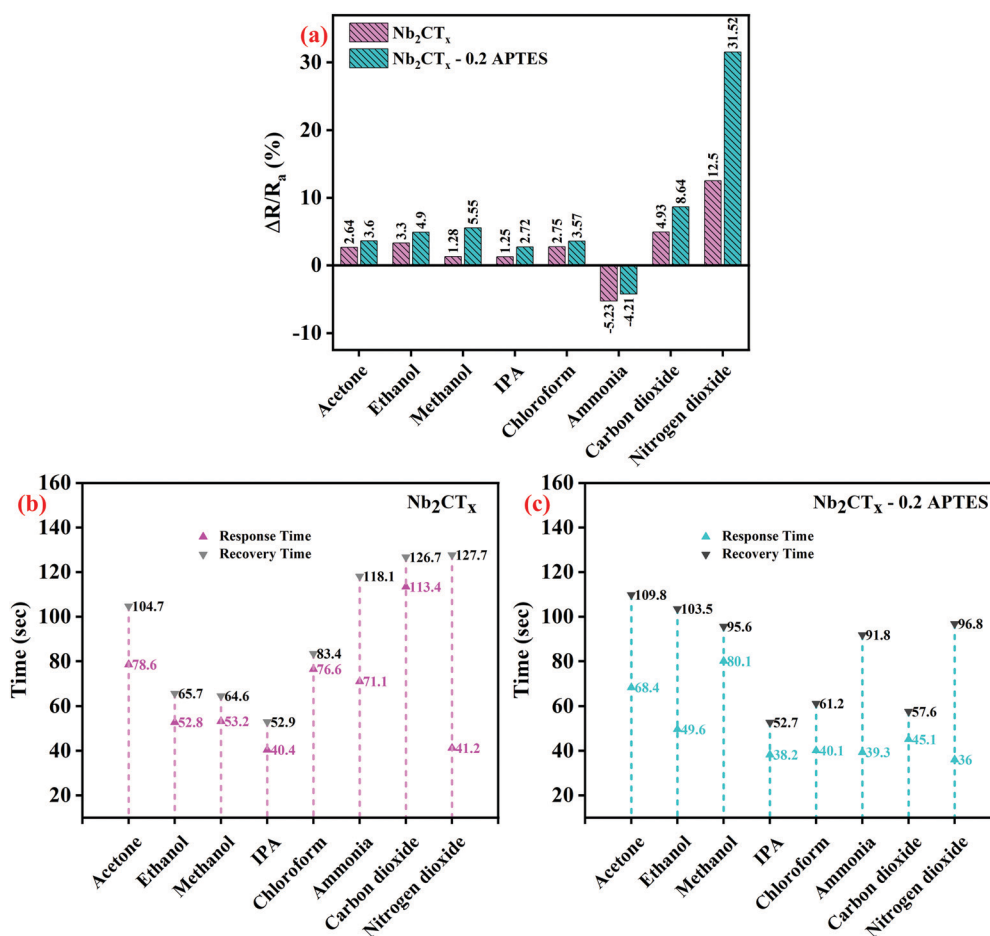 (a)
Nb₂CTₓ
Nb₂CTₓ - 0.2 APTES
ΔR/Rₐ (%)
30
20
10
0
-10
2.64
3.6
3.3
4.9
1.28
5.55
1.25
2.72
2.75
3.57
-5.23
-4.21
4.93
8.64
12.5
31.52
Acetone
Ethanol
Methanol
IPA
Chloroform
Ammonia
Carbon dioxide
Nitrogen dioxide
(b)
Nb₂CTₓ
Response Time
Recovery Time
Time (sec)
160
140
120
100
80
60
40
20
104.7
78.6
65.7
52.8
64.6
53.2
52.9
40.4
83.4
76.6
118.1
71.1
126.7
113.4
127.7
41.2
Acetone
Ethanol
Methanol
IPA
Chloroform
Ammonia
Carbon dioxide
Nitrogen dioxide
(c)
Nb₂CTₓ - 0.2 APTES
Response Time
Recovery Time
Time (sec)
160
140
120
100
80
60
40
20
109.8
68.4
103.5
49.6
95.6
80.1
52.7
38.2
61.2
40.1
91.8
39.3
57.6
45.1
96.8
36
Acetone
Ethanol
Methanol
IPA
Chloroform
Ammonia
Carbon dioxide
Nitrogen dioxide